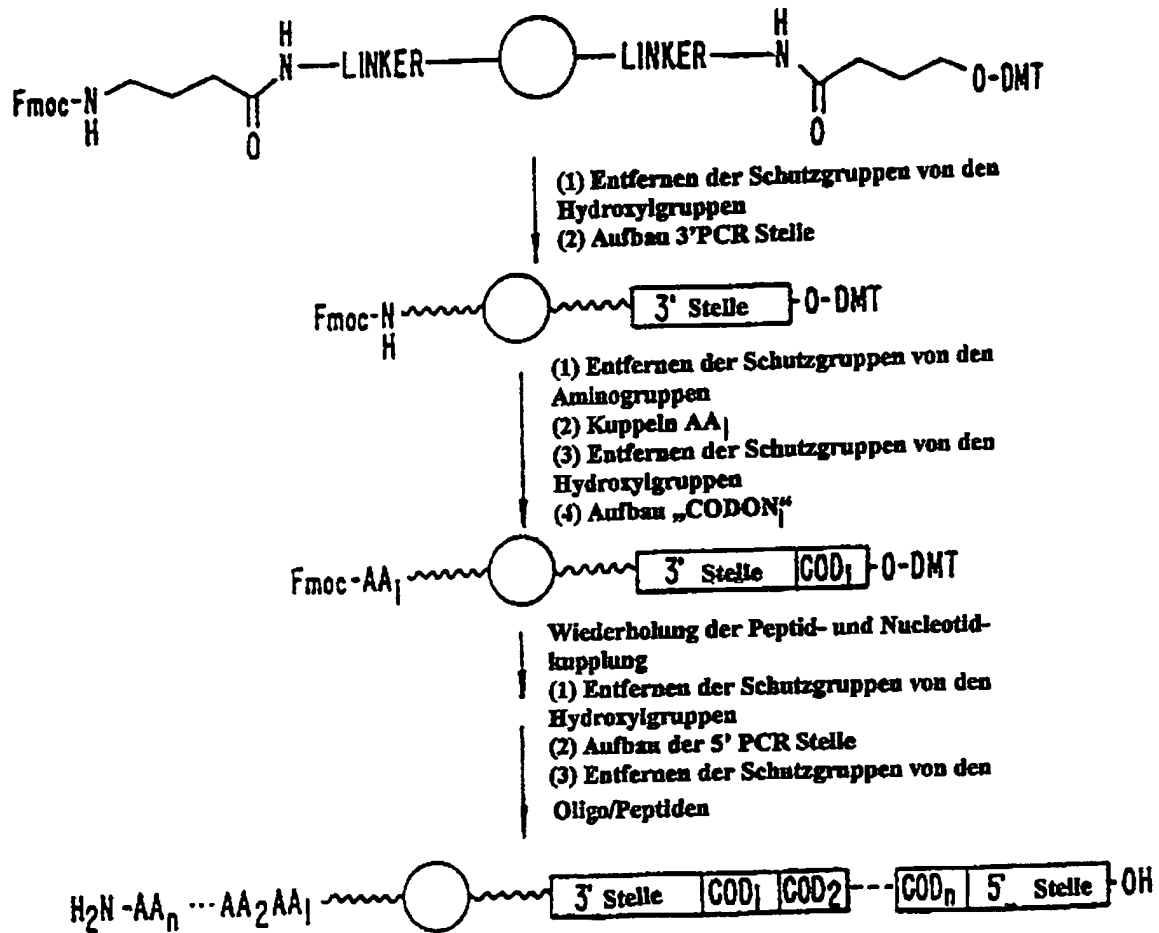 H H
N—LINKER— —LINKER—N
Fmoc-N O-DMT
H O O
(1) Entfernen der Schutzgruppen von den
Hydroxylgruppen
(2) Aufbau 3'PCR Stelle
Fmoc-N 3' Stelle -O-DMT
H
(1) Entfernen der Schutzgruppen von den
Aminogruppen
(2) Kuppeln AA1
(3) Entfernen der Schutzgruppen von den
Hydroxylgruppen
(4) Aufbau „CODON1“
Fmoc-AA1 3' Stelle COD1 -O-DMT
Wiederholung der Peptid- und Nucleotid-
kupplung
(1) Entfernen der Schutzgruppen von den
Hydroxylgruppen
(2) Aufbau der 5' PCR Stelle
(3) Entfernen der Schutzgruppen von den
Oligo/Peptiden
H2N-AAn ··· AA2AA1 3' Stelle COD1 COD2 --- CODn 5' Stelle -OH